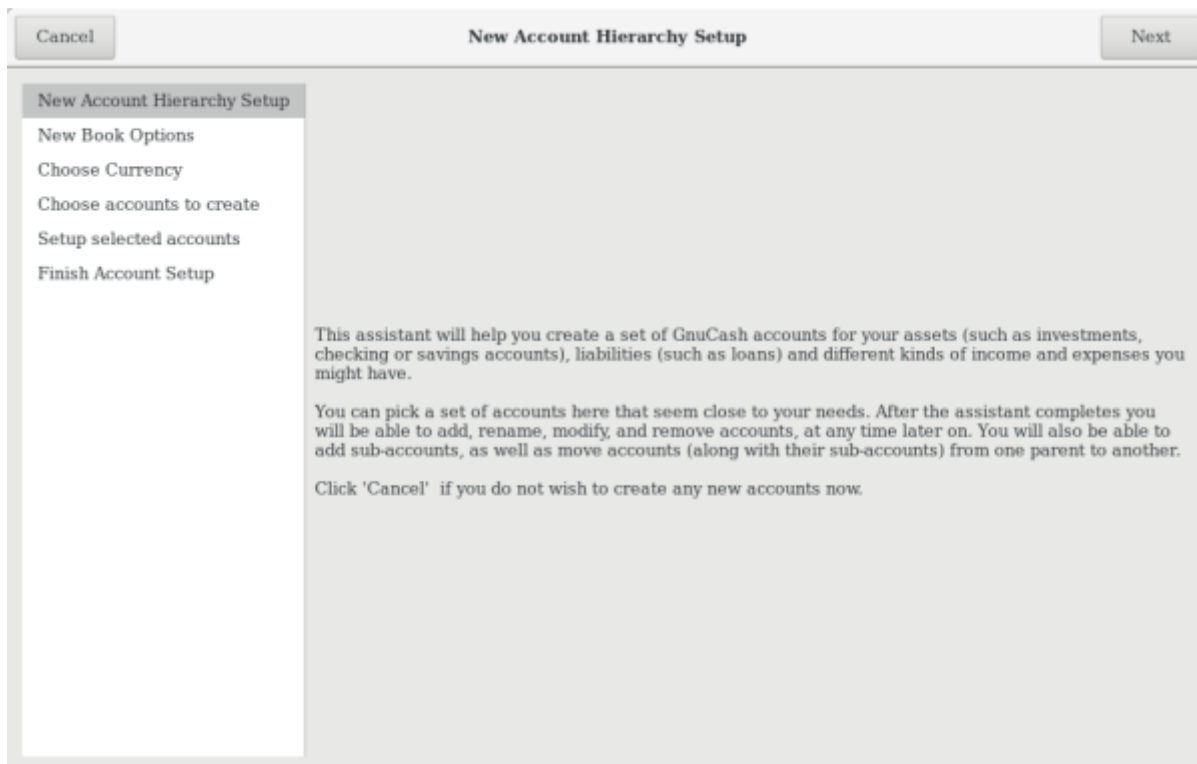 Cancel
New Account Hierarchy Setup
Next
New Account Hierarchy Setup
New Book Options
Choose Currency
Choose accounts to create
Setup selected accounts
Finish Account Setup
This assistant will help you create a set of GnuCash accounts for your assets (such as investments,
checking or savings accounts), liabilities (such as loans) and different kinds of income and expenses you
might have.
You can pick a set of accounts here that seem close to your needs. After the assistant completes you
will be able to add, rename, modify, and remove accounts, at any time later on. You will also be able to
add sub-accounts, as well as move accounts (along with their sub-accounts) from one parent to another.
Click 'Cancel'  if you do not wish to create any new accounts now.